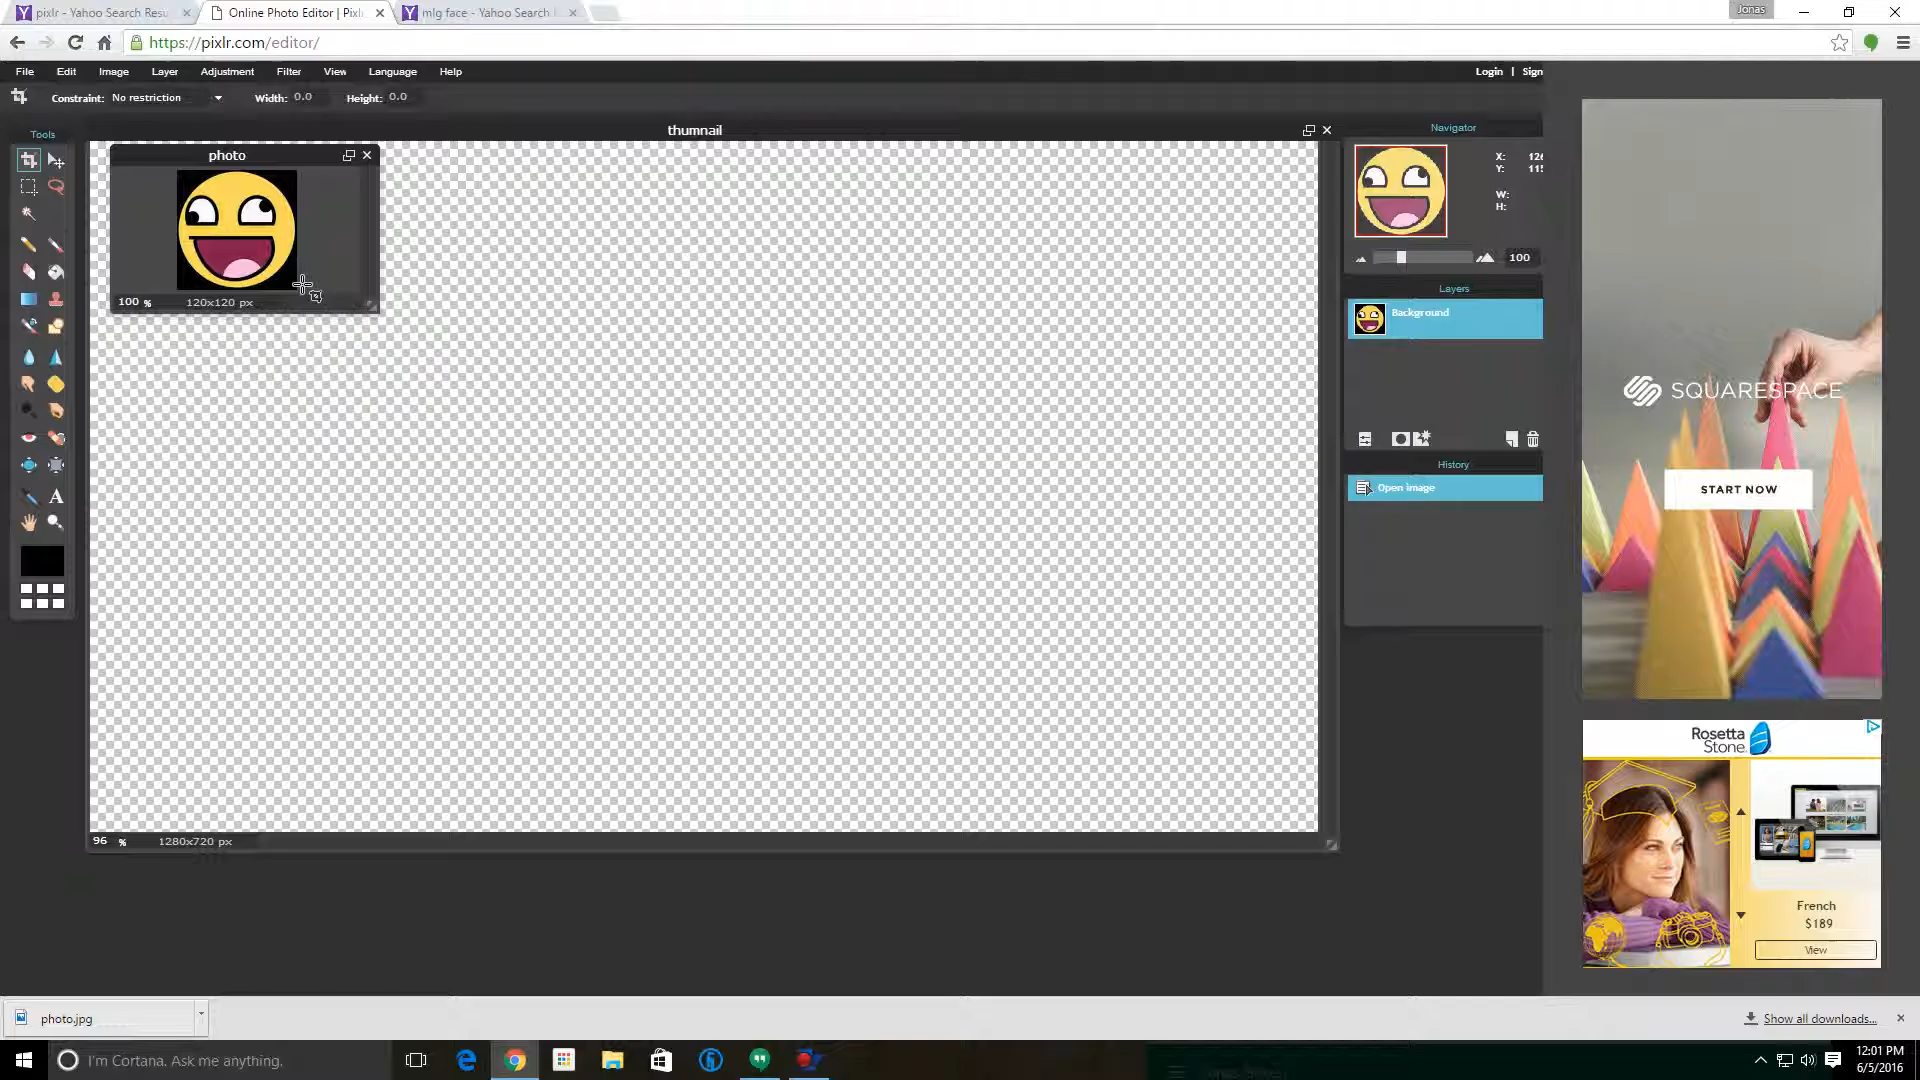 pixlr - Yahoo Search Resu
Online Photo Editor | Pixlr
mlg face - Yahoo Search
Jonas
https://pixlr.com/editor/
File Edit Image Layer Adjustment Filter View Language Help
Login | Sign
Constraint: No restriction Width: 0.0 Height: 0.0
Tools
thumnail
photo
100 % 120x120 px
96 % 1280x720 px
Navigator
X: 126
Y: 115
W:
H:
100
Layers
Background
History
Open image
SQUARESPACE
START NOW
Rosetta
Stone
French
$189
View
photo.jpg
Show all downloads...
I'm Cortana. Ask me anything.
12:01 PM
6/5/2016